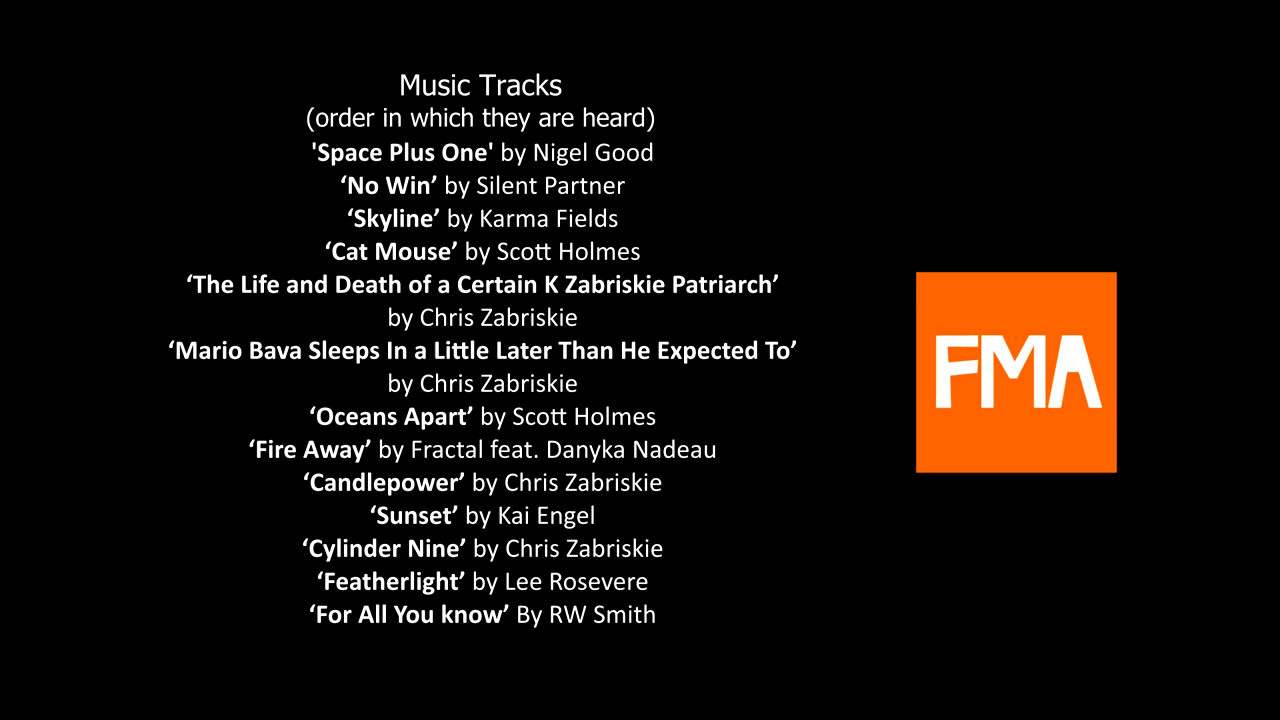 Music Tracks
(order in which they are heard)
'Space Plus One' by Nigel Good
‘No Win’ by Silent Partner
‘Skyline’ by Karma Fields
‘Cat Mouse’ by Scott Holmes
‘The Life and Death of a Certain K Zabriskie Patriarch’
by Chris Zabriskie
‘Mario Bava Sleeps In a Little Later Than He Expected To’
by Chris Zabriskie
‘Oceans Apart’ by Scott Holmes
‘Fire Away’ by Fractal feat. Danyka Nadeau
‘Candlepower’ by Chris Zabriskie
‘Sunset’ by Kai Engel
‘Cylinder Nine’ by Chris Zabriskie
‘Featherlight’ by Lee Rosevere
‘For All You know’ By RW Smith
FMA